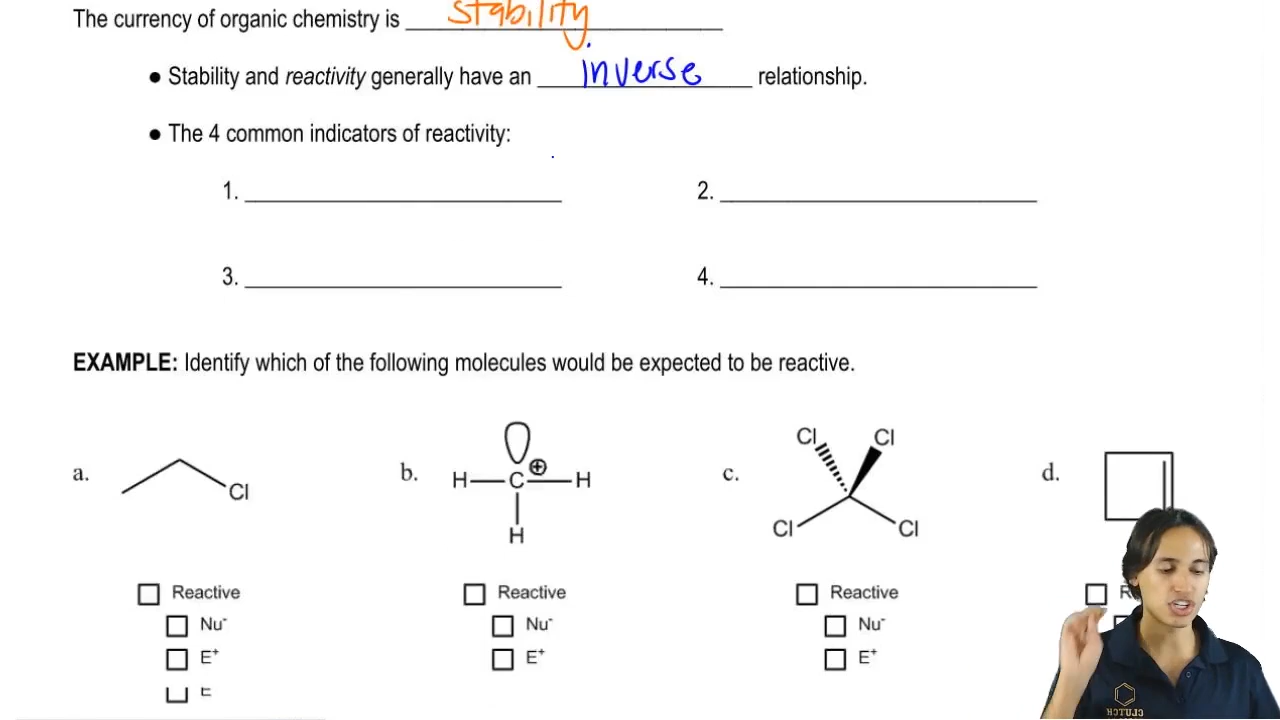 The currency of organic chemistry is stability
● Stability and reactivity generally have an inverse relationship.
● The 4 common indicators of reactivity:
1. 2.
3. 4.
EXAMPLE: Identify which of the following molecules would be expected to be reactive.
a. Cl
b. H C ⊕ H H
c. Cl Cl Cl Cl
d.
Reactive Reactive Reactive
Nu⁻ Nu⁻ Nu⁻
E⁺ E⁺ E⁺